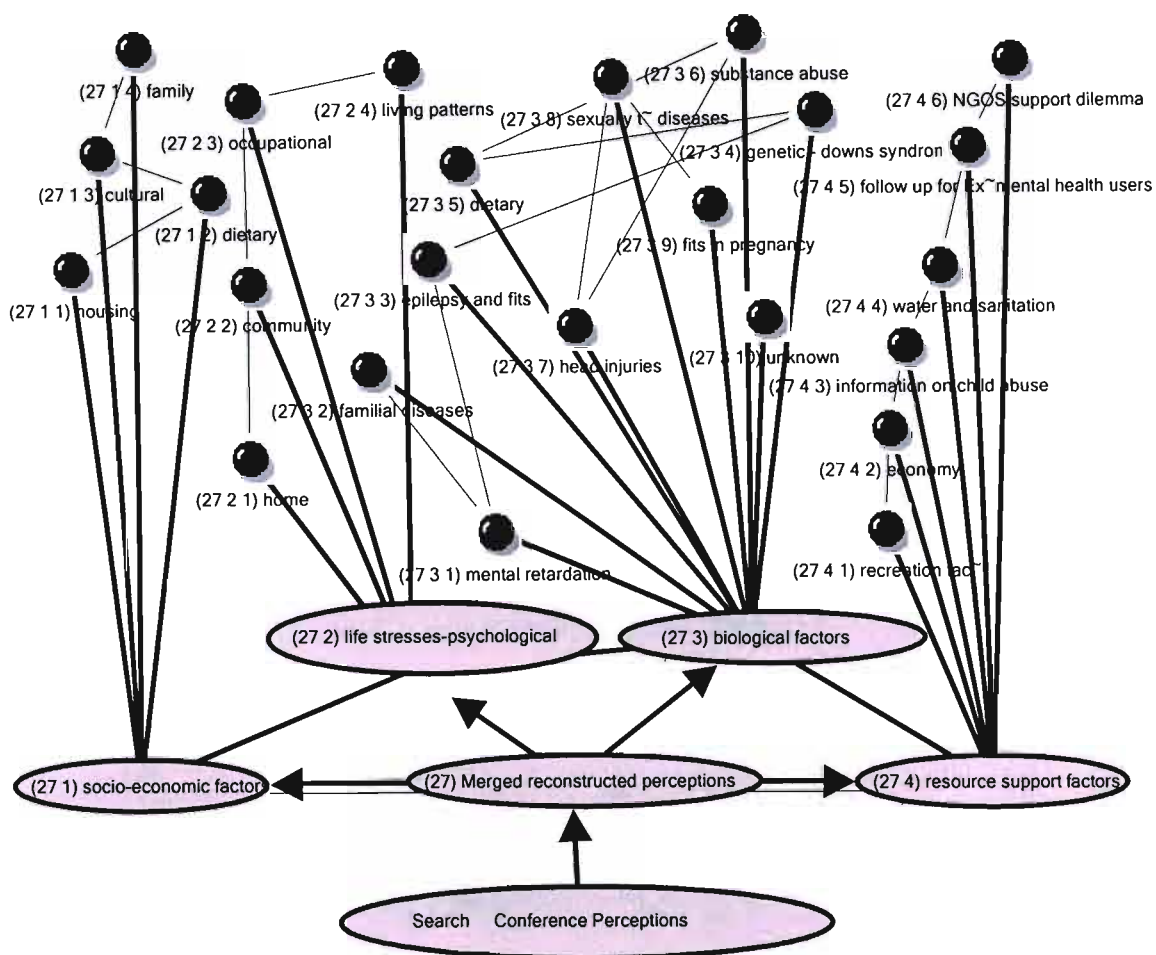 (27 1 4) family
(27 1 3) cultural
(27 1 2) dietary
(27 1 1) housing
(27 2 4) living patterns
(27 2 3) occupational
(27 2 2) community
(27 2 1) home
(27 3 6) substance abuse
(27 3 8) sexually t~ diseases
(27 3 4) genetic - downs syndron
(27 3 5) dietary
(27 3 9) fits in pregnancy
(27 3 3) epilepsy and fits
(27 3 7) head injuries
(27 3 10) unknown
(27 3 2) familial diseases
(27 3 1) mental retardation
(27 4 6) NGOS support dilemma
(27 4 5) follow up for Ex~mental health users
(27 4 4) water and sanitation
(27 4 3) information on child abuse
(27 4 2) economy
(27 4 1) recreation fac~
(27 2) life stresses-psychological
(27 3) biological factors
(27 1) socio-economic factors
(27) Merged reconstructed perceptions
(27 4) resource support factors
Search Conference Perceptions